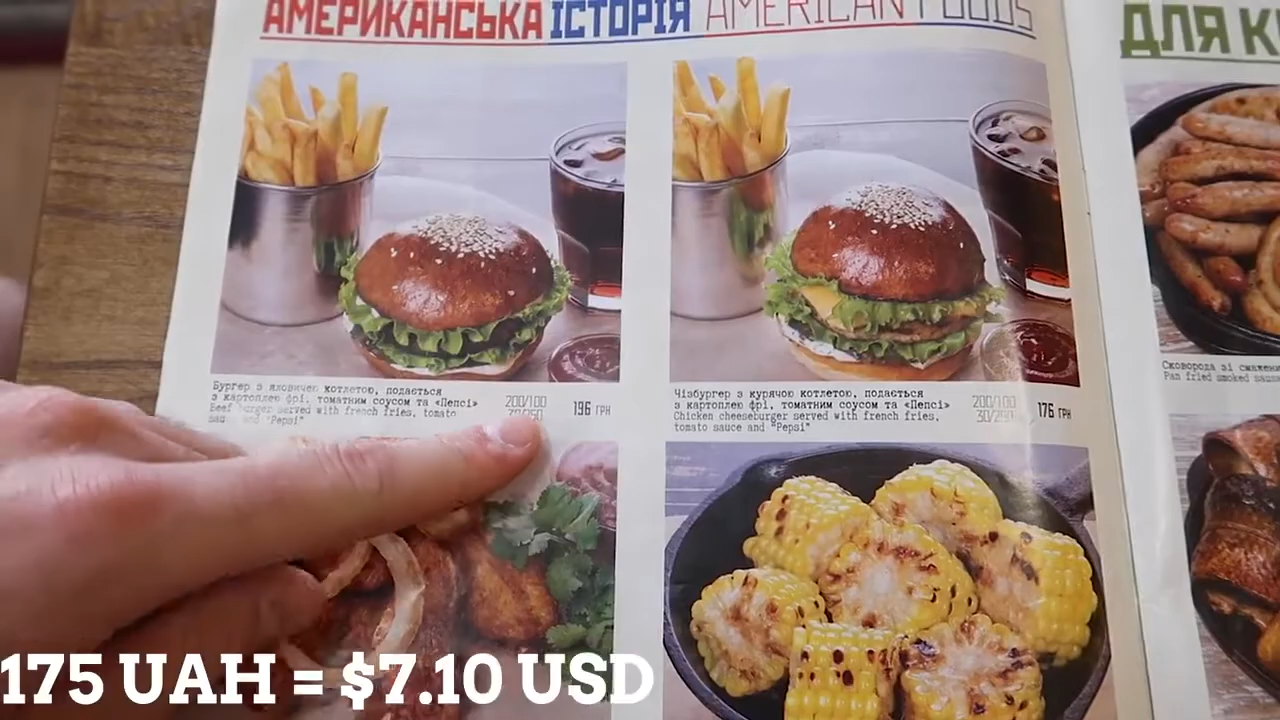 АМЕРИКАНСЬКА ІСТОРІЯ AMERICAN FOODS
ДЛЯ К
Бургер з яловичою котлетою, подається
з картоплею фрі, томатним соусом та «Пепсі»
Beef burger served with french fries, tomato
and "Pepsi"
200/100
196 ГРН
Чізбургер з курячою котлетою, подається
з картоплею фрі, томатним соусом та «Пепсі»
Chicken cheeseburger served with french fries,
tomato sauce and "Pepsi"
200/100
30/250
176 ГРН
Сковорода зі
Pan fried smoked
175 UAH = $7.10 USD